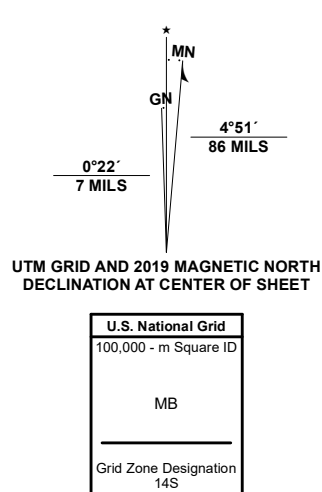 ★
MN
GN
4°51´
86 MILS
0°22´
7 MILS
UTM GRID AND 2019 MAGNETIC NORTH
DECLINATION AT CENTER OF SHEET
U.S. National Grid
100,000 - m Square ID
MB
Grid Zone Designation
14S